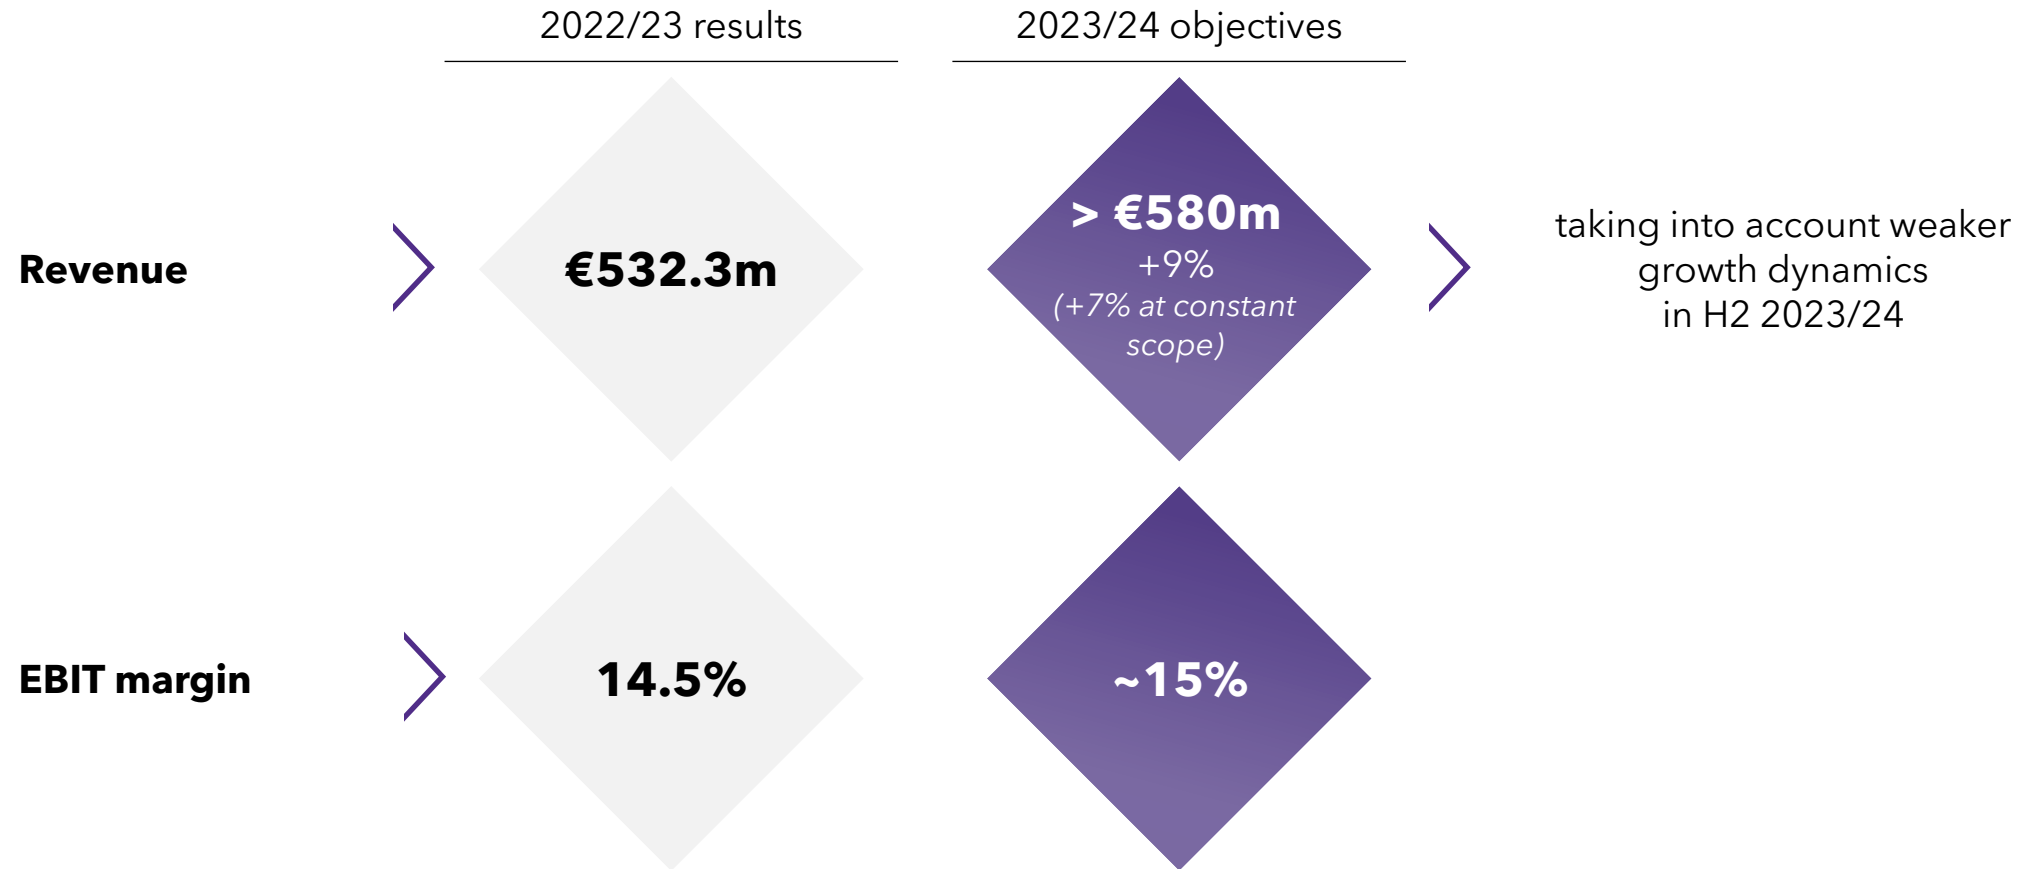 2022/23 results
2023/24 objectives
Revenue
€532.3m
> €580m
+9%
(+7% at constant
scope)
taking into account weaker
growth dynamics
in H2 2023/24
EBIT margin
14.5%
~15%